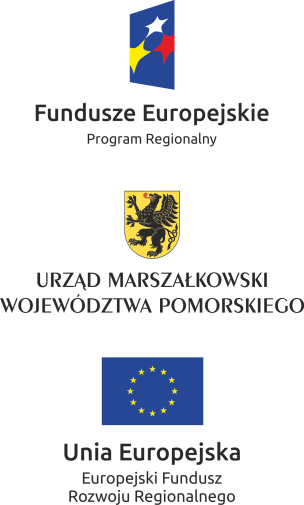 Fundusze Europejskie
Program Regionalny
URZĄD MARSZAŁKOWSKI
WOJEWÓDZTWA POMORSKIEGO
Unia Europejska
Europejski Fundusz
Rozwoju Regionalnego